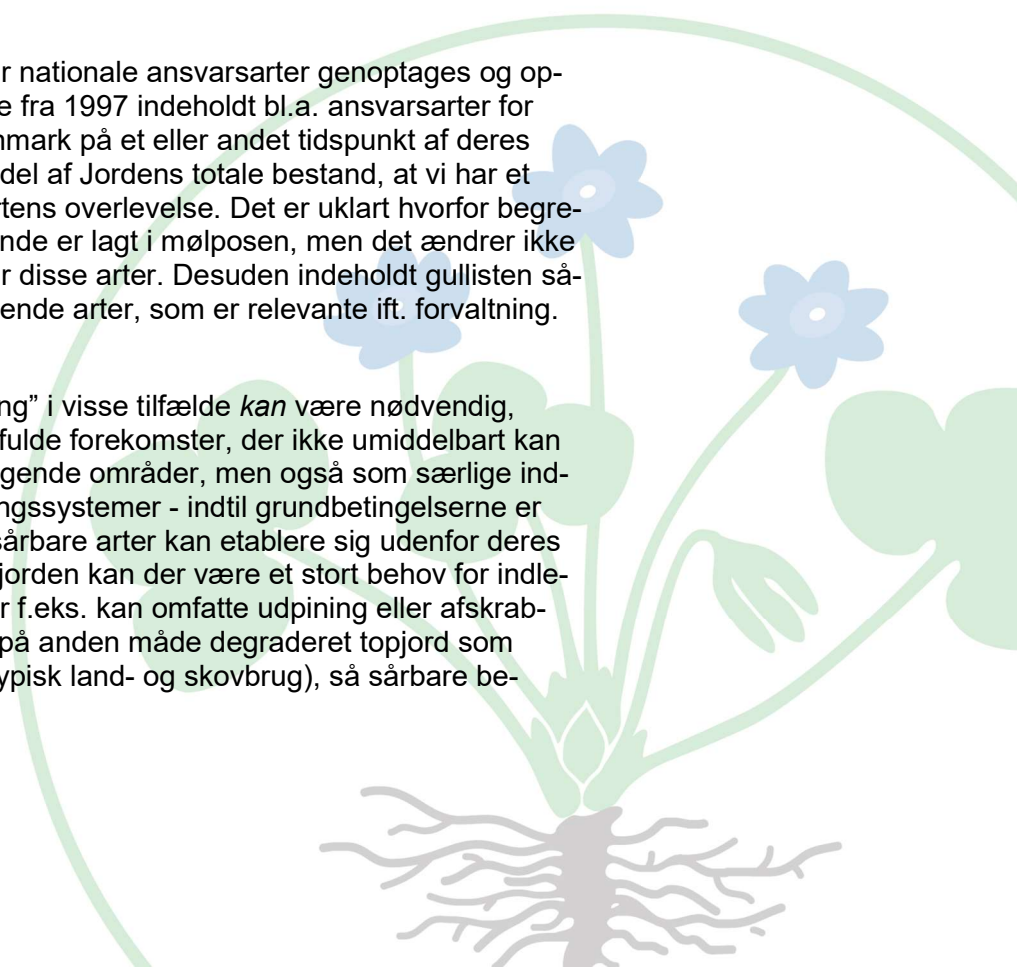 r nationale ansvarsarter genoptages og op-
e fra 1997 indeholdt bl.a. ansvarsarter for
nmark på et eller andet tidspunkt af deres
del af Jordens totale bestand, at vi har et
rtens overlevelse. Det er uklart hvorfor begre-
nde er lagt i mølposen, men det ændrer ikke
r disse arter. Desuden indeholdt gullisten så-
ende arter, som er relevante ift. forvaltning.
ng” i visse tilfælde kan være nødvendig,
fulde forekomster, der ikke umiddelbart kan
gende områder, men også som særlige ind-
ngssystemer - indtil grundbetingelserne er
sårbare arter kan etablere sig udenfor deres
jorden kan der være et stort behov for indle-
r f.eks. kan omfatte udpining eller afskrab-
på anden måde degraderet topjord som
ypisk land- og skovbrug), så sårbare be-